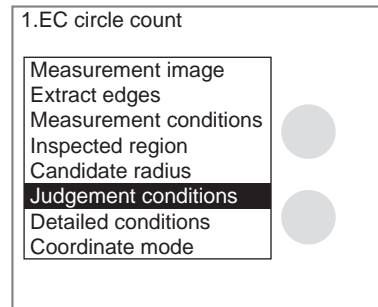 1.EC circle count
Measurement image
Extract edges
Measurement conditions
Inspected region
Candidate radius
Judgement conditions
Detailed conditions
Coordinate mode